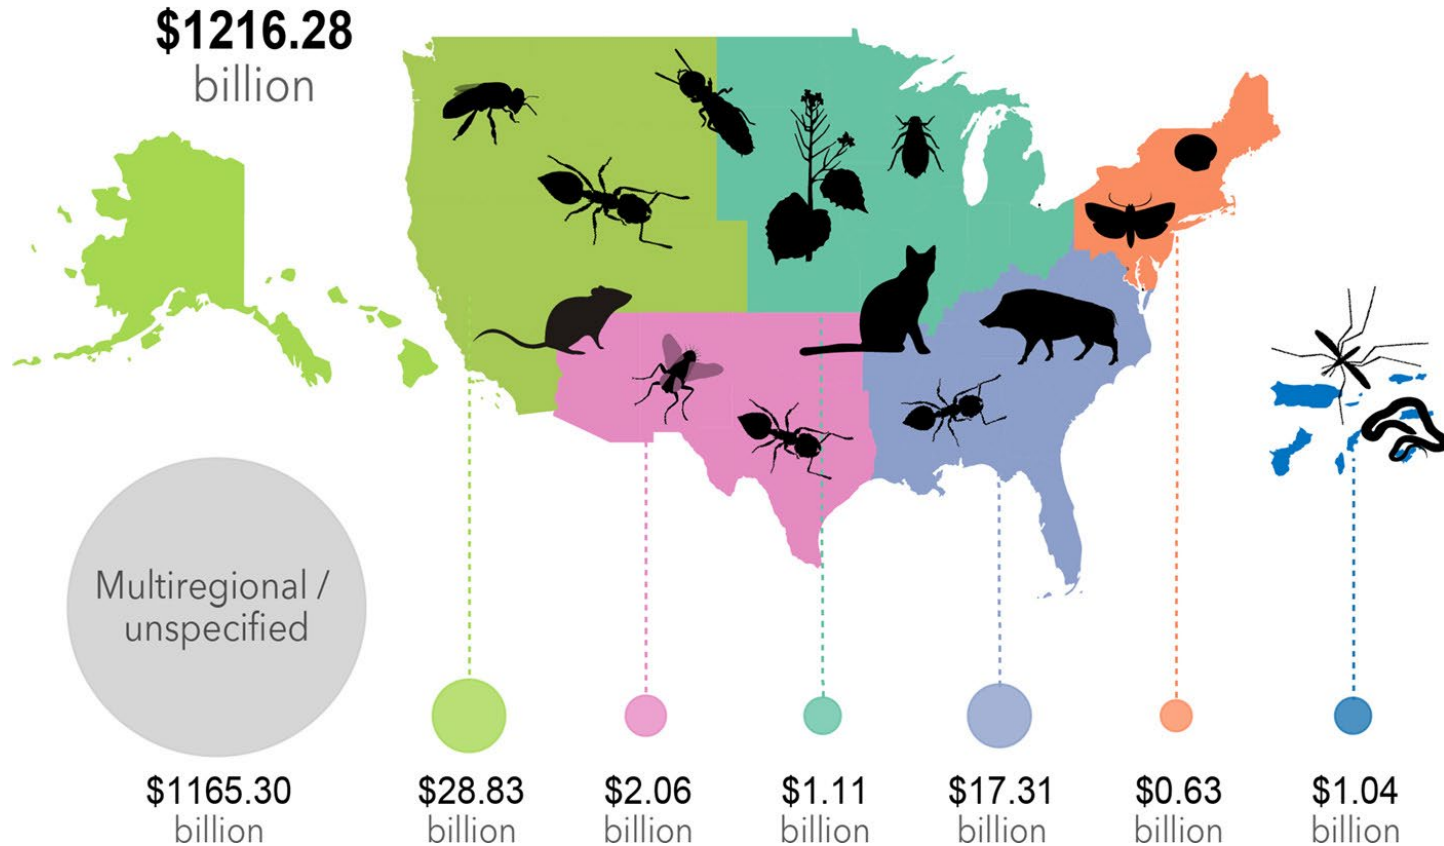 $1216.28
billion
Multiregional /
unspecified
$1165.30
billion
$28.83
billion
$2.06
billion
$1.11
billion
$17.31
billion
$0.63
billion
$1.04
billion